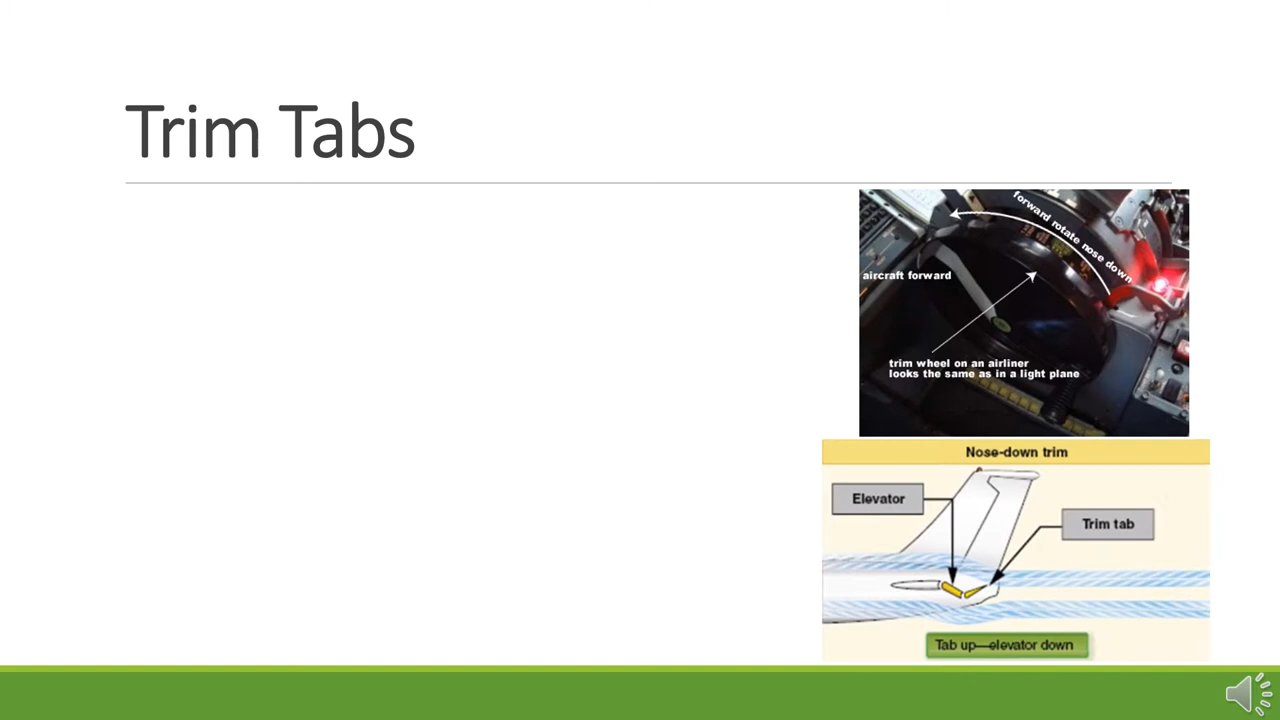 Trim Tabs
forward rotate nose down
aircraft forward
trim wheel on an airliner
looks the same as in a light plane
Nose-down trim
Elevator
Trim tab
Tab up—elevator down